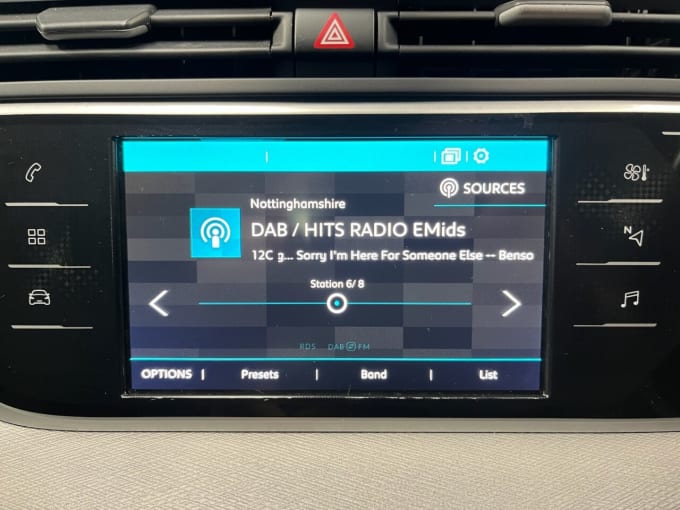 SOURCES
Nottinghamshire
DAB / HITS RADIO EMids
12C g... Sorry I'm Here For Someone Else -- Benso
Station 6/8
RDS DAB FM
OPTIONS | Presets | Band | List
N